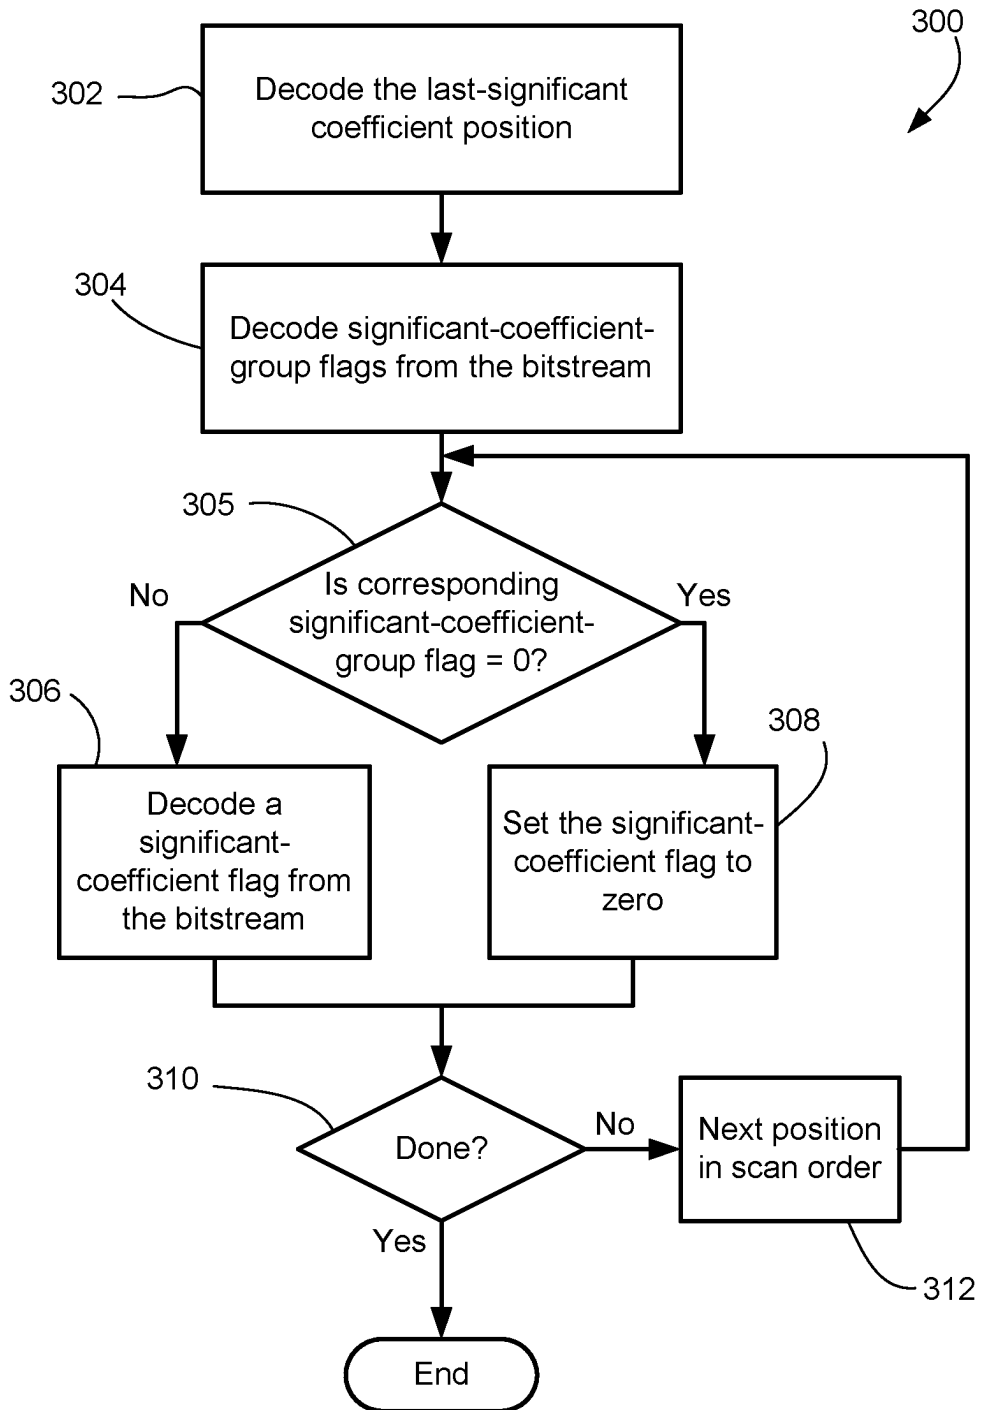 300
302
Decode the last-significant
coefficient position
304
Decode significant-coefficient-
group flags from the bitstream
305
Is corresponding
significant-coefficient-
group flag = 0?
No
Yes
306
308
Decode a
significant-
coefficient flag from
the bitstream
Set the significant-
coefficient flag to
zero
310
Done?
No
Next position
in scan order
Yes
312
End